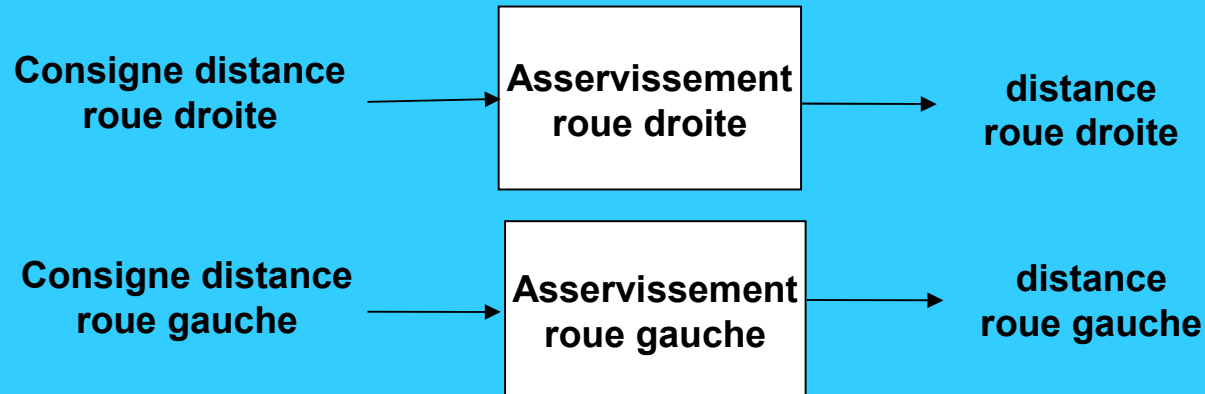 Consigne distance
roue droite
Asservissement
roue droite
distance
roue droite
Consigne distance
roue gauche
Asservissement
roue gauche
distance
roue gauche